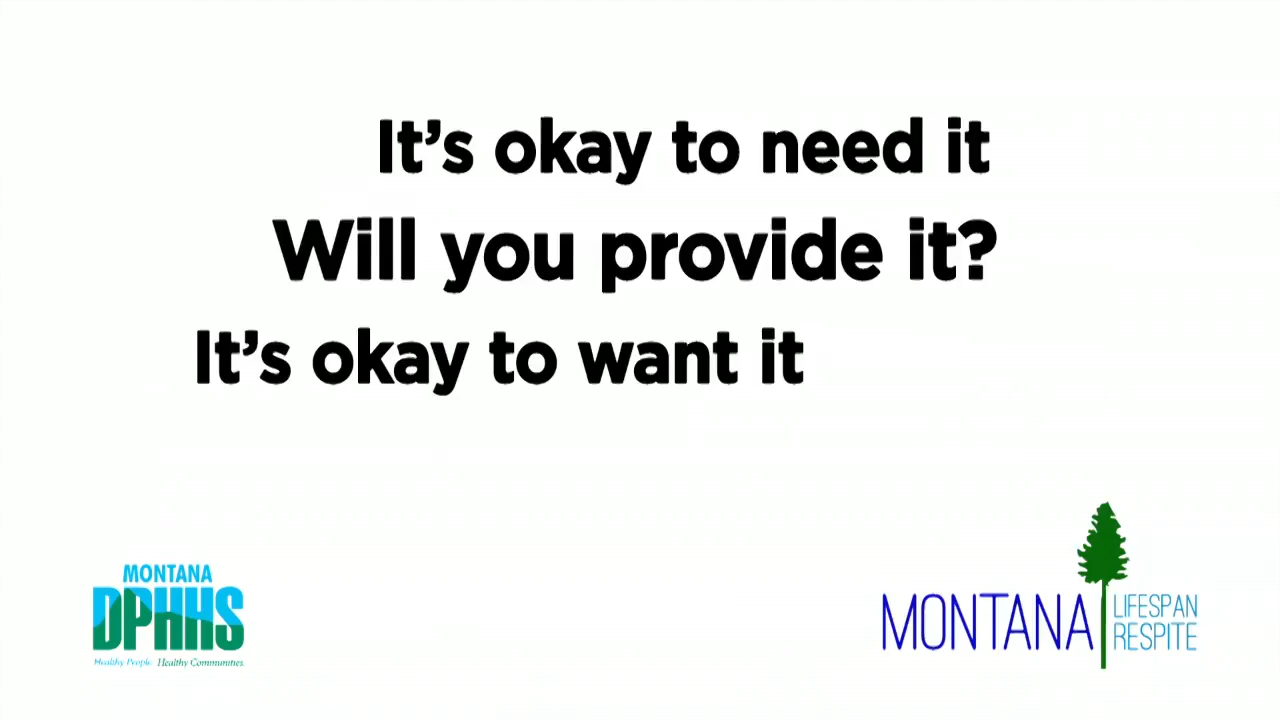 It's okay to need it
Will you provide it?
It's okay to want it
MONTANA
DPHHS
Healthy People. Healthy Communities.
MONTANA
LIFESPAN
RESPITE